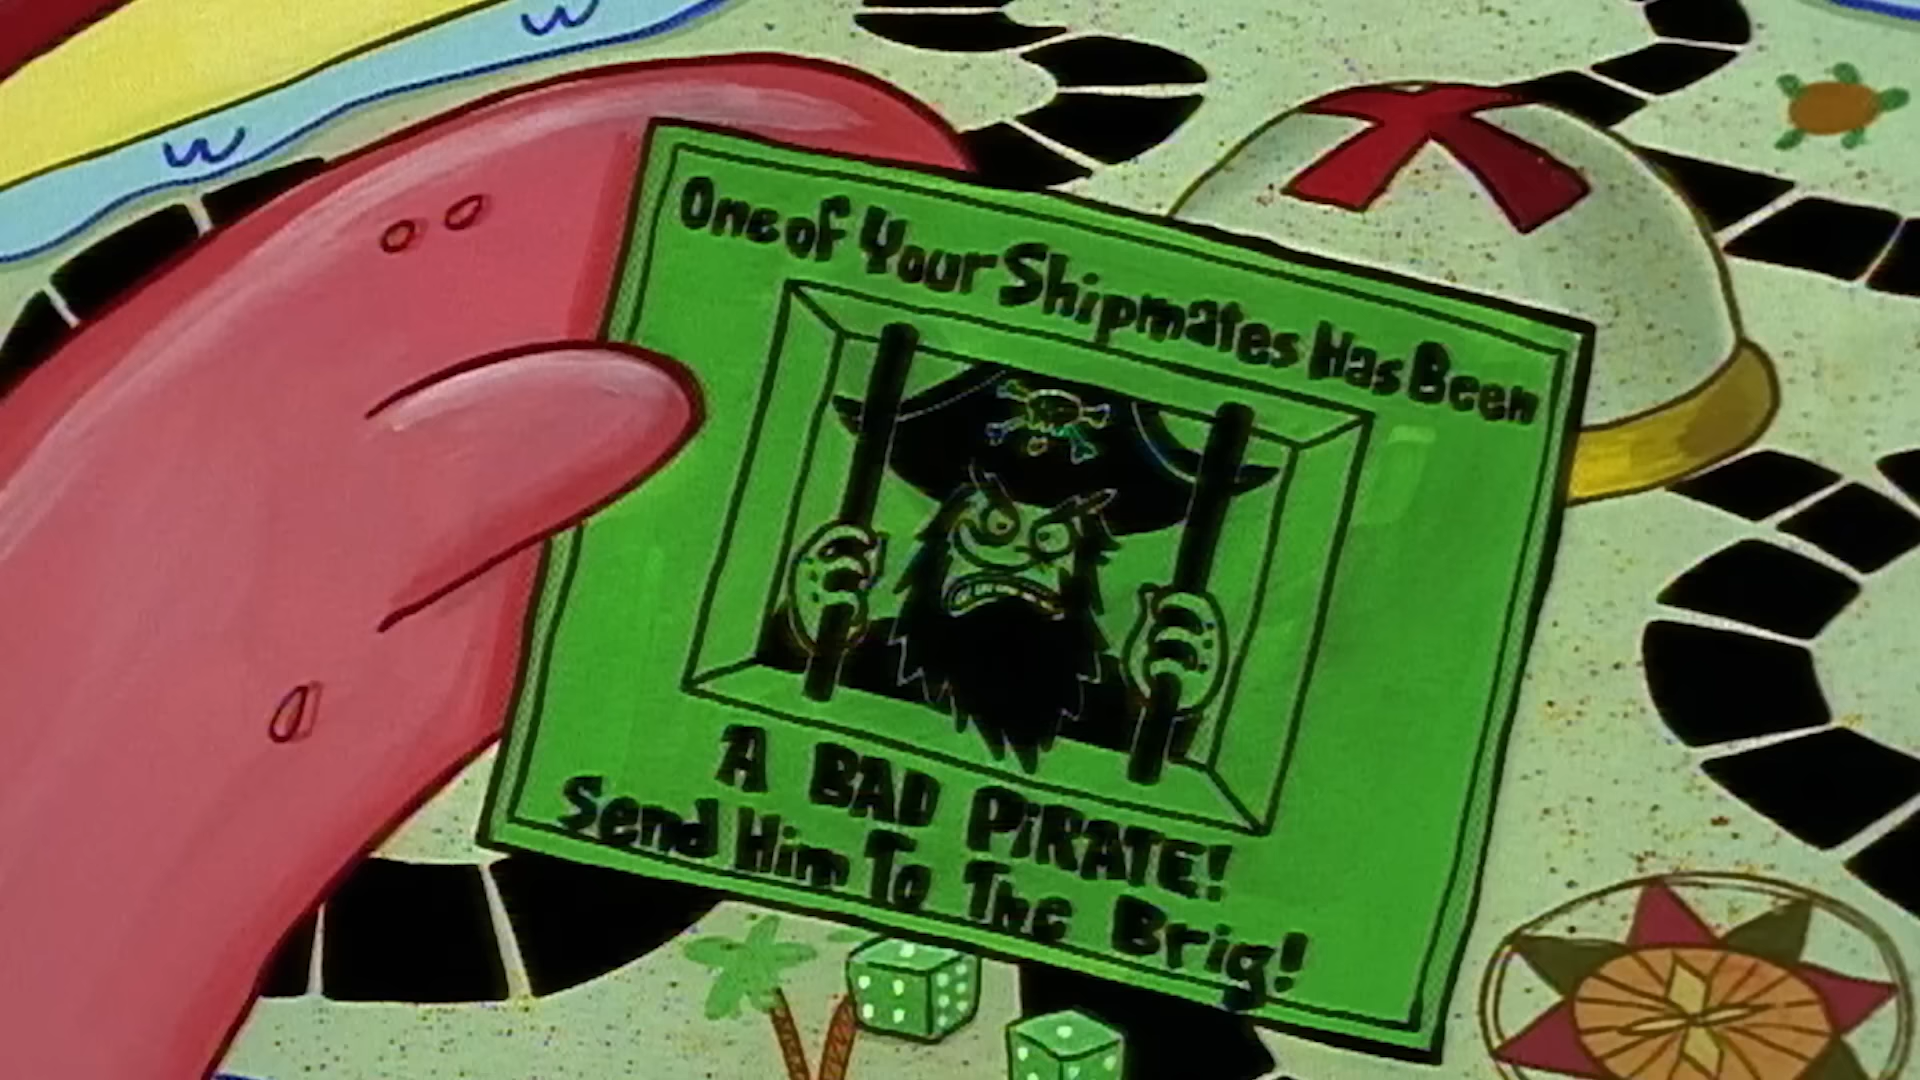 One of Your Shipmates Has Been
A BAD PiRATE!
Send Him To The Brig!